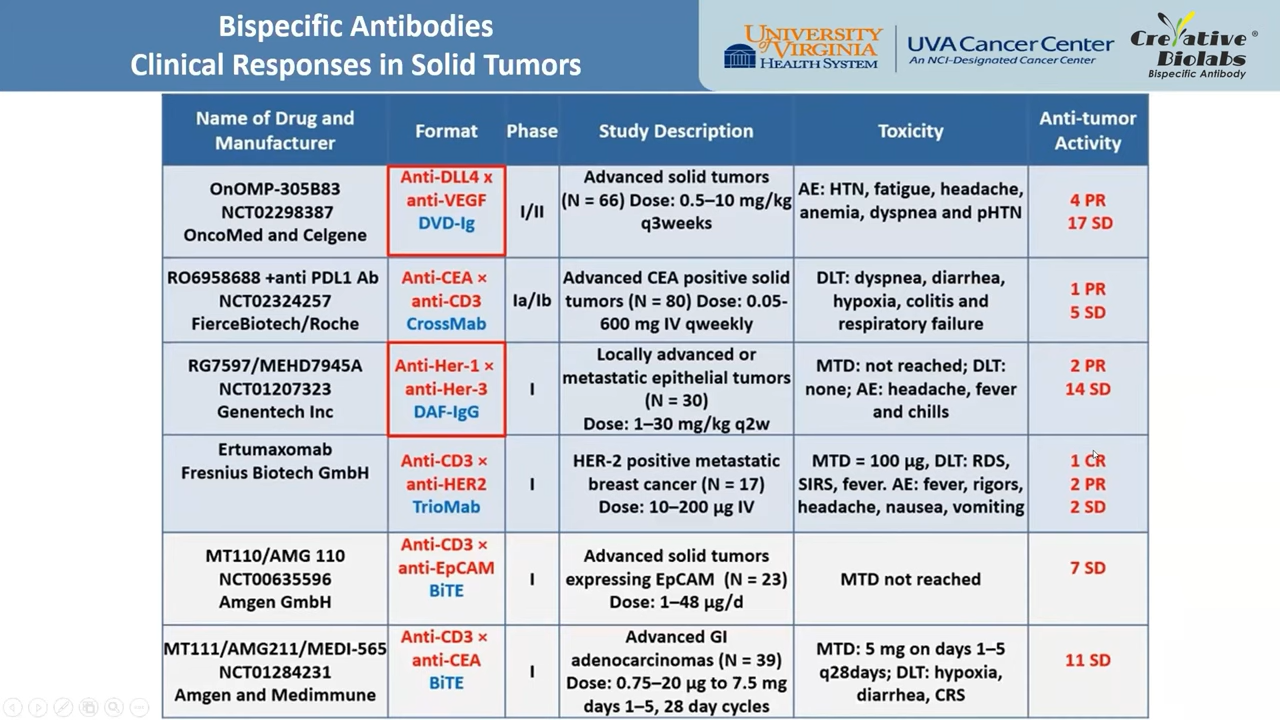 Bispecific Antibodies
Clinical Responses in Solid Tumors
UNIVERSITY
of VIRGINIA
HEALTH SYSTEM
UVA Cancer Center
An NCI-Designated Cancer Center
Creative
Biolabs
®
Bispecific Antibody
Name of Drug and
Manufacturer
Format
Phase
Study Description
Toxicity
Anti-tumor
Activity
OnOMP-305B83
NCT02298387
OncoMed and Celgene
Anti-DLL4 x
anti-VEGF
DVD-Ig
I/II
Advanced solid tumors
(N = 66) Dose: 0.5–10 mg/kg
q3weeks
AE: HTN, fatigue, headache,
anemia, dyspnea and pHTN
4 PR
17 SD
RO6958688 +anti PDL1 Ab
NCT02324257
FierceBiotech/Roche
Anti-CEA ×
anti-CD3
CrossMab
Ia/Ib
Advanced CEA positive solid
tumors (N = 80) Dose: 0.05-
600 mg IV qweekly
DLT: dyspnea, diarrhea,
hypoxia, colitis and
respiratory failure
1 PR
5 SD
RG7597/MEHD7945A
NCT01207323
Genentech Inc
Anti-Her-1 ×
anti-Her-3
DAF-IgG
I
Locally advanced or
metastatic epithelial tumors
(N = 30)
Dose: 1–30 mg/kg q2w
MTD: not reached; DLT:
none; AE: headache, fever
and chills
2 PR
14 SD
Ertumaxomab
Fresnius Biotech GmbH
Anti-CD3 ×
anti-HER2
TrioMab
I
HER-2 positive metastatic
breast cancer (N = 17)
Dose: 10–200 µg IV
MTD = 100 µg, DLT: RDS,
SIRS, fever. AE: fever, rigors,
headache, nausea, vomiting
1 CR
2 PR
2 SD
MT110/AMG 110
NCT00635596
Amgen GmbH
Anti-CD3 ×
anti-EpCAM
BiTE
I
Advanced solid tumors
expressing EpCAM (N = 23)
Dose: 1–48 µg/d
MTD not reached
7 SD
MT111/AMG211/MEDI-565
NCT01284231
Amgen and Medimmune
Anti-CD3 ×
anti-CEA
BiTE
I
Advanced GI
adenocarcinomas (N = 39)
Dose: 0.75–20 µg to 7.5 mg
days 1–5, 28 day cycles
MTD: 5 mg on days 1–5
q28days; DLT: hypoxia,
diarrhea, CRS
11 SD